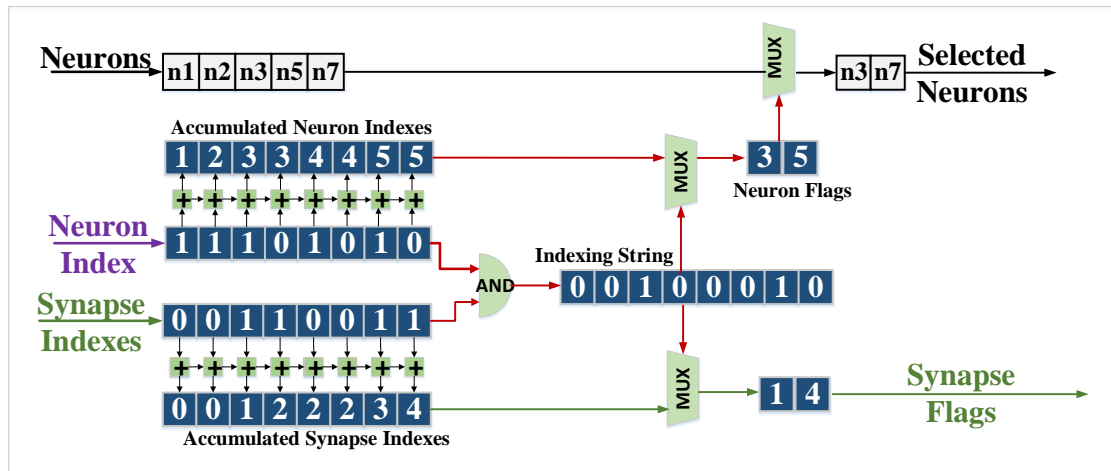 Neurons
n1 n2 n3 n5 n7
MUX
n3 n7
Selected
Neurons
Accumulated Neuron Indexes
1 2 3 3 4 4 5 5
MUX
3 5
Neuron Flags
+ + + + + + + +
Neuron
Index
1 1 1 0 1 0 1 0
AND
Indexing String
0 0 1 0 0 0 1 0
Synapse
Indexes
0 0 1 1 0 0 1 1
+ + + + + + + +
MUX
0 0 1 2 2 2 3 4
1 4
Synapse
Flags
Accumulated Synapse Indexes